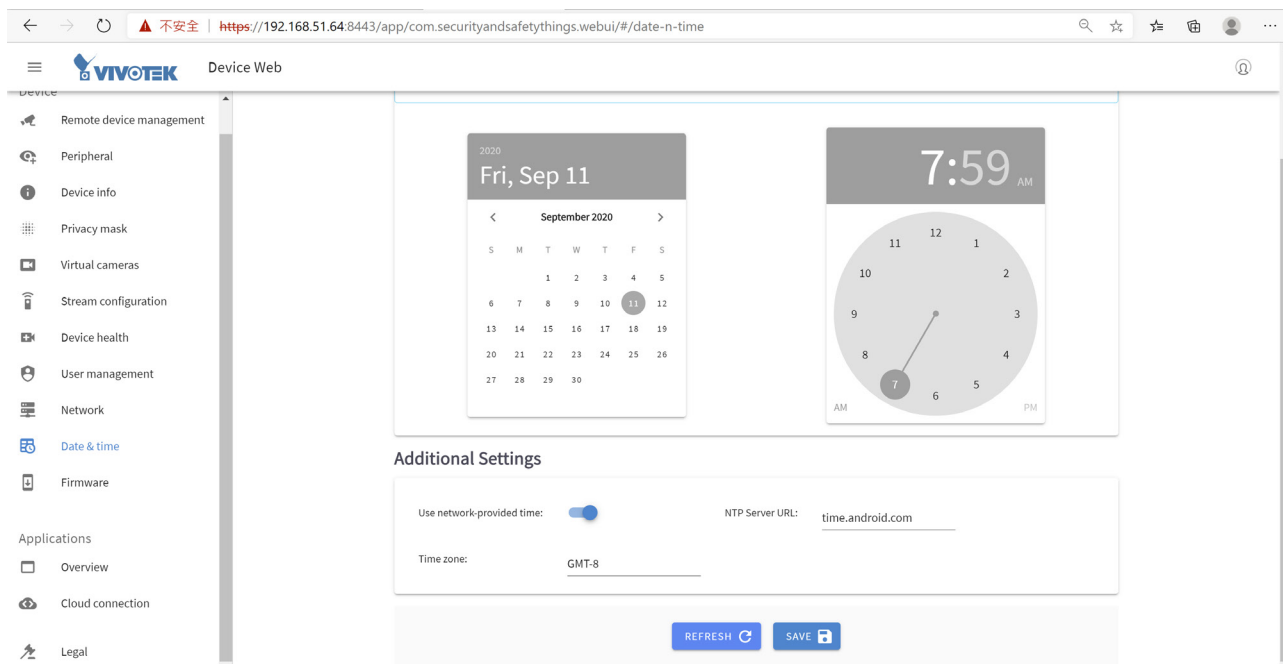 不安全 https://192.168.51.64:8443/app/com.securityandsafetythings.webui/#/date-n-time
VIVOTEK Device Web
Device
Remote device management
Peripheral
Device info
Privacy mask
Virtual cameras
Stream configuration
Device health
User management
Network
Date & time
Firmware
Applications
Overview
Cloud connection
Legal
2020
Fri, Sep 11
September 2020
S M T W T F S
1 2 3 4 5
6 7 8 9 10 11 12
13 14 15 16 17 18 19
20 21 22 23 24 25 26
27 28 29 30
7:59 AM
12
11 1
10 2
9 3
8 4
7 5
6
AM PM
Additional Settings
Use network-provided time: NTP Server URL: time.android.com
Time zone: GMT-8
REFRESH SAVE